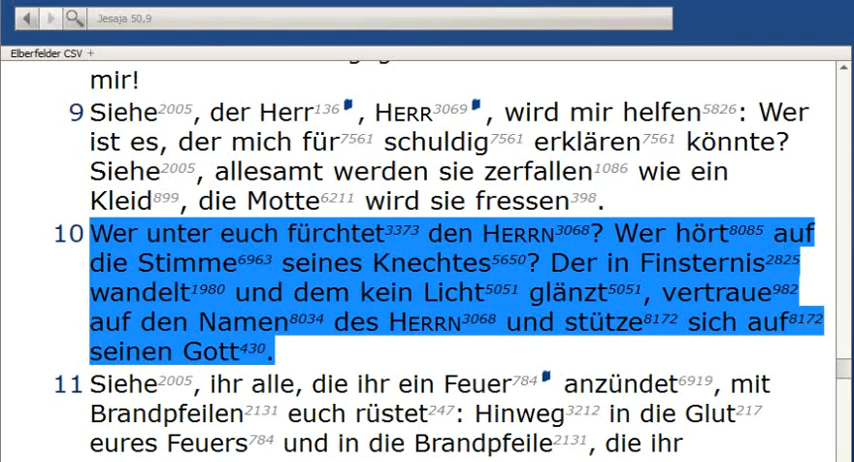 Jesaja 50,9
Elberfelder CSV +
mir!
9 Siehe2005, der Herr136, HERR3069, wird mir helfen5826: Wer
ist es, der mich für7561 schuldig7561 erklären7561 könnte?
Siehe2005, allesamt werden sie zerfallen1086 wie ein
Kleid899, die Motte6211 wird sie fressen398.
10 Wer unter euch fürchtet3373 den HERRN3068? Wer hört8085 auf
die Stimme6963 seines Knechtes5650? Der in Finsternis2825
wandelt1980 und dem kein Licht5051 glänzt5051, vertraue982
auf den Namen8034 des HERRN3068 und stütze8172 sich auf8172
seinen Gott430.
11 Siehe2005, ihr alle, die ihr ein Feuer784 anzündet6919, mit
Brandpfeilen2131 euch rüstet247: Hinweg3212 in die Glut217
eures Feuers784 und in die Brandpfeile2131, die ihr